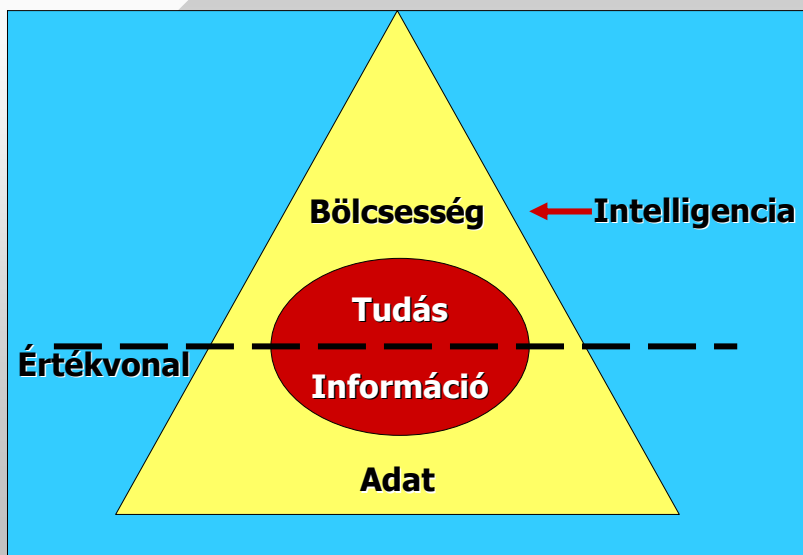 Bölcsesség
Intelligencia
Tudás
Értékvonal
Információ
Adat